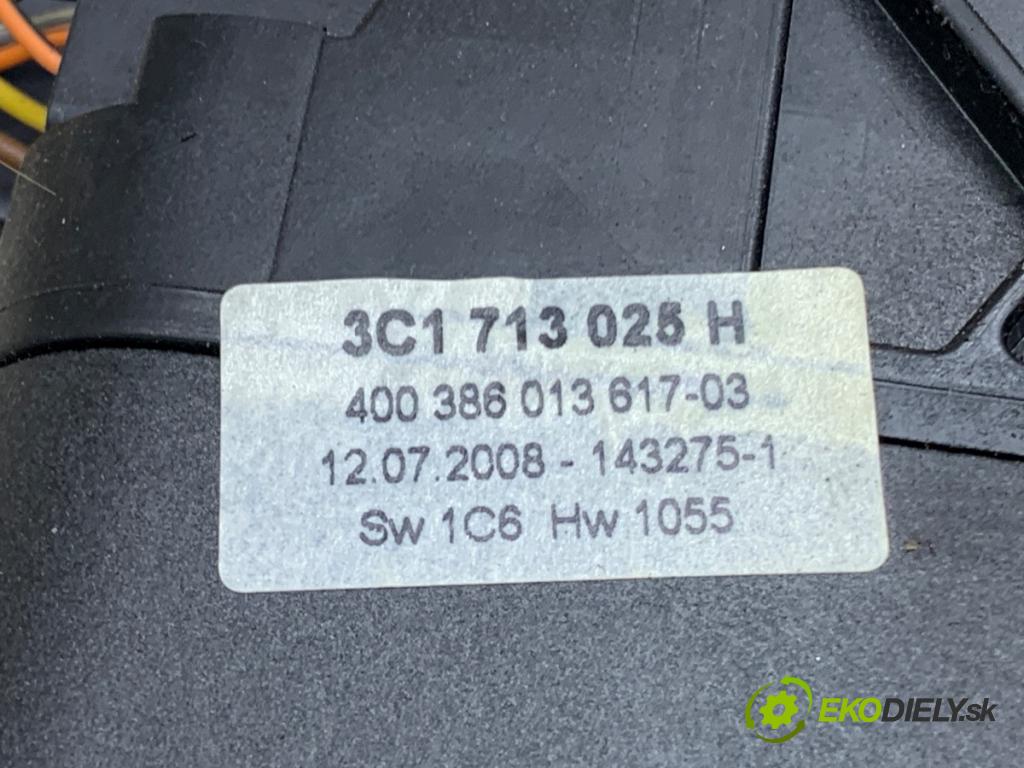 3C1 713 025 H
400 386 013 617-03
12.07.2008 - 143275-1
Sw 1C6 Hw 1055
EKODIELY.sk